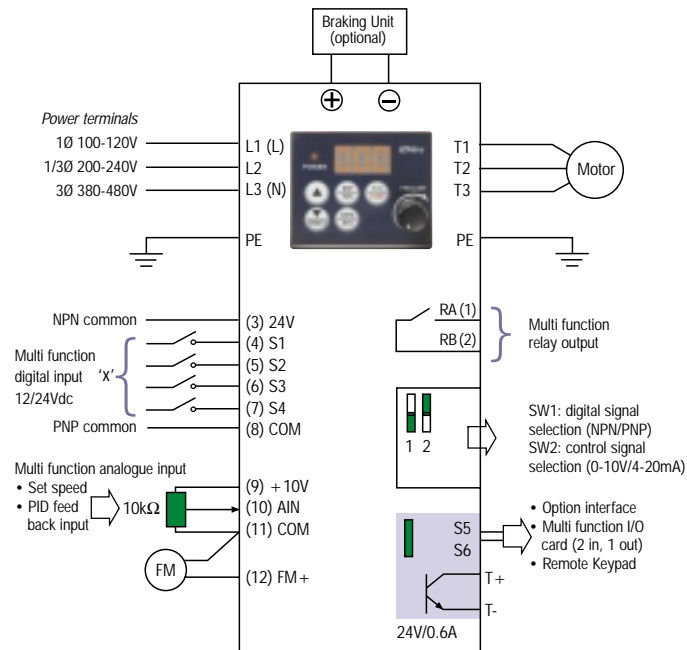 Braking Unit
(optional)
+ −
Power terminals
1Ø 100-120V
1/3Ø 200-240V
3Ø 380-480V
L1 (L)
L2
L3 (N)
PE
T1
T2
T3
PE
Motor
POWER
NPN common
Multi function
digital input 'x'
12/24Vdc
PNP common
(3) 24V
(4) S1
(5) S2
(6) S3
(7) S4
(8) COM
RA (1)
RB (2)
Multi function
relay output
1 2
SW1: digital signal
selection (NPN/PNP)
SW2: control signal
selection (0-10V/4-20mA)
Multi function analogue input
• Set speed
• PID feed
back input
10kΩ
(9) +10V
(10) AIN
(11) COM
FM
(12) FM+
S5
S6
T+
T-
24V/0.6A
• Option interface
• Multi function I/O
card (2 in, 1 out)
• Remote Keypad